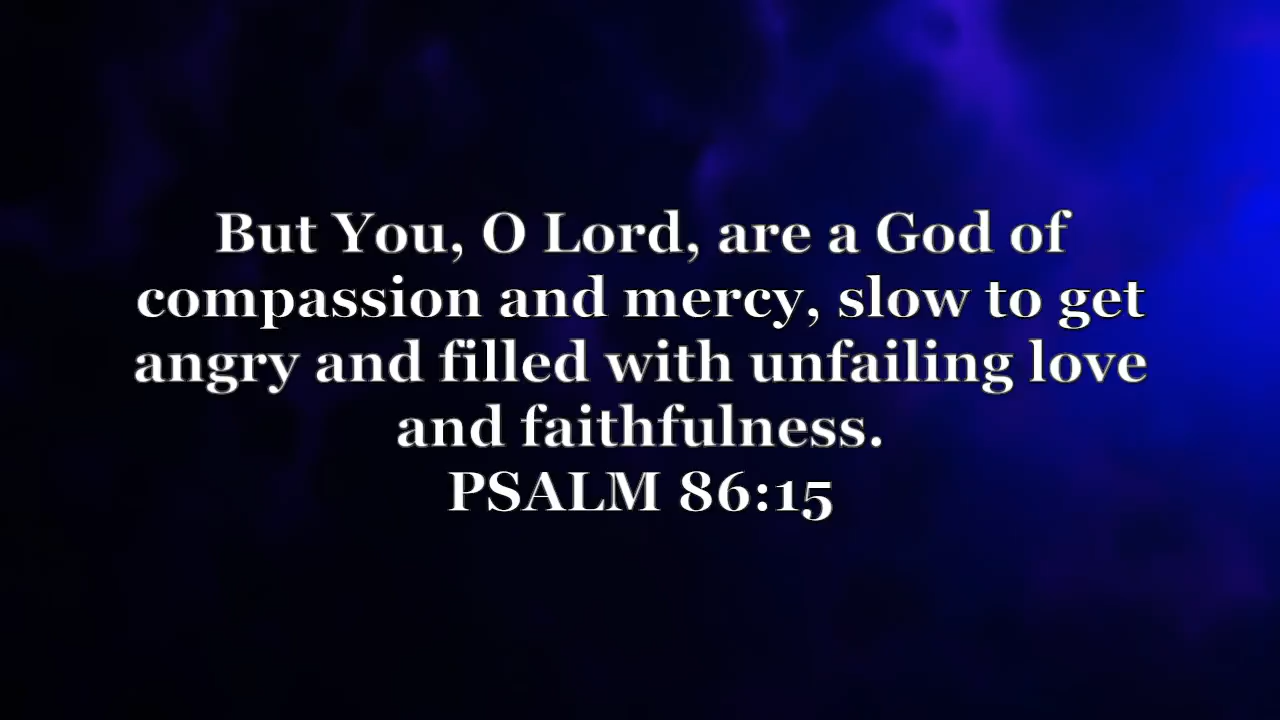 But You, O Lord, are a God of
compassion and mercy, slow to get
angry and filled with unfailing love
and faithfulness.
PSALM 86:15